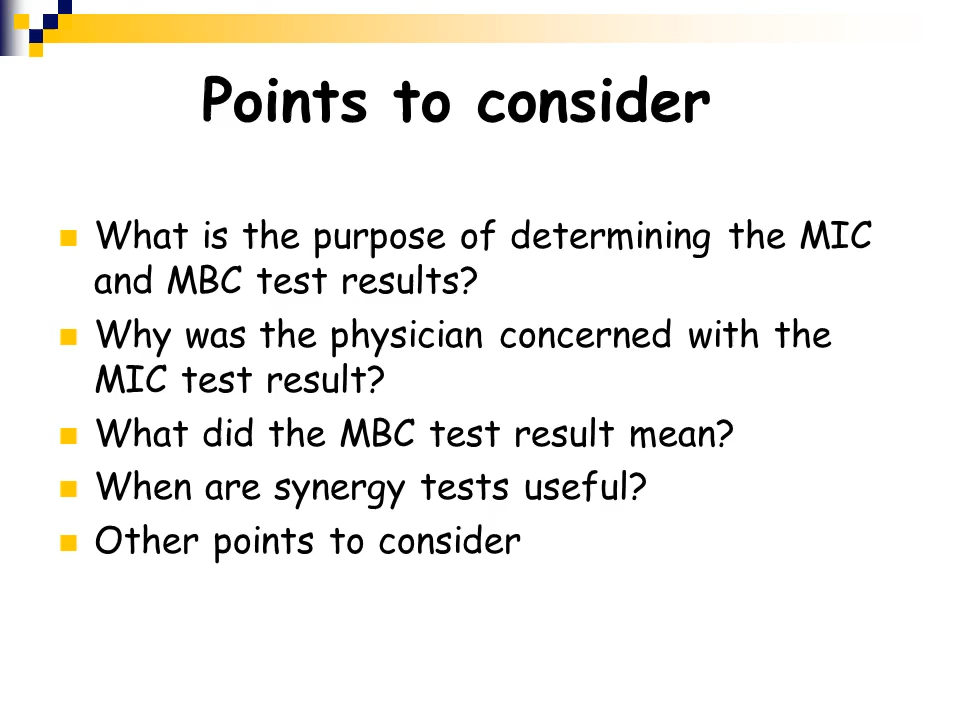 Points to consider
What is the purpose of determining the MIC
and MBC test results?
Why was the physician concerned with the
MIC test result?
What did the MBC test result mean?
When are synergy tests useful?
Other points to consider